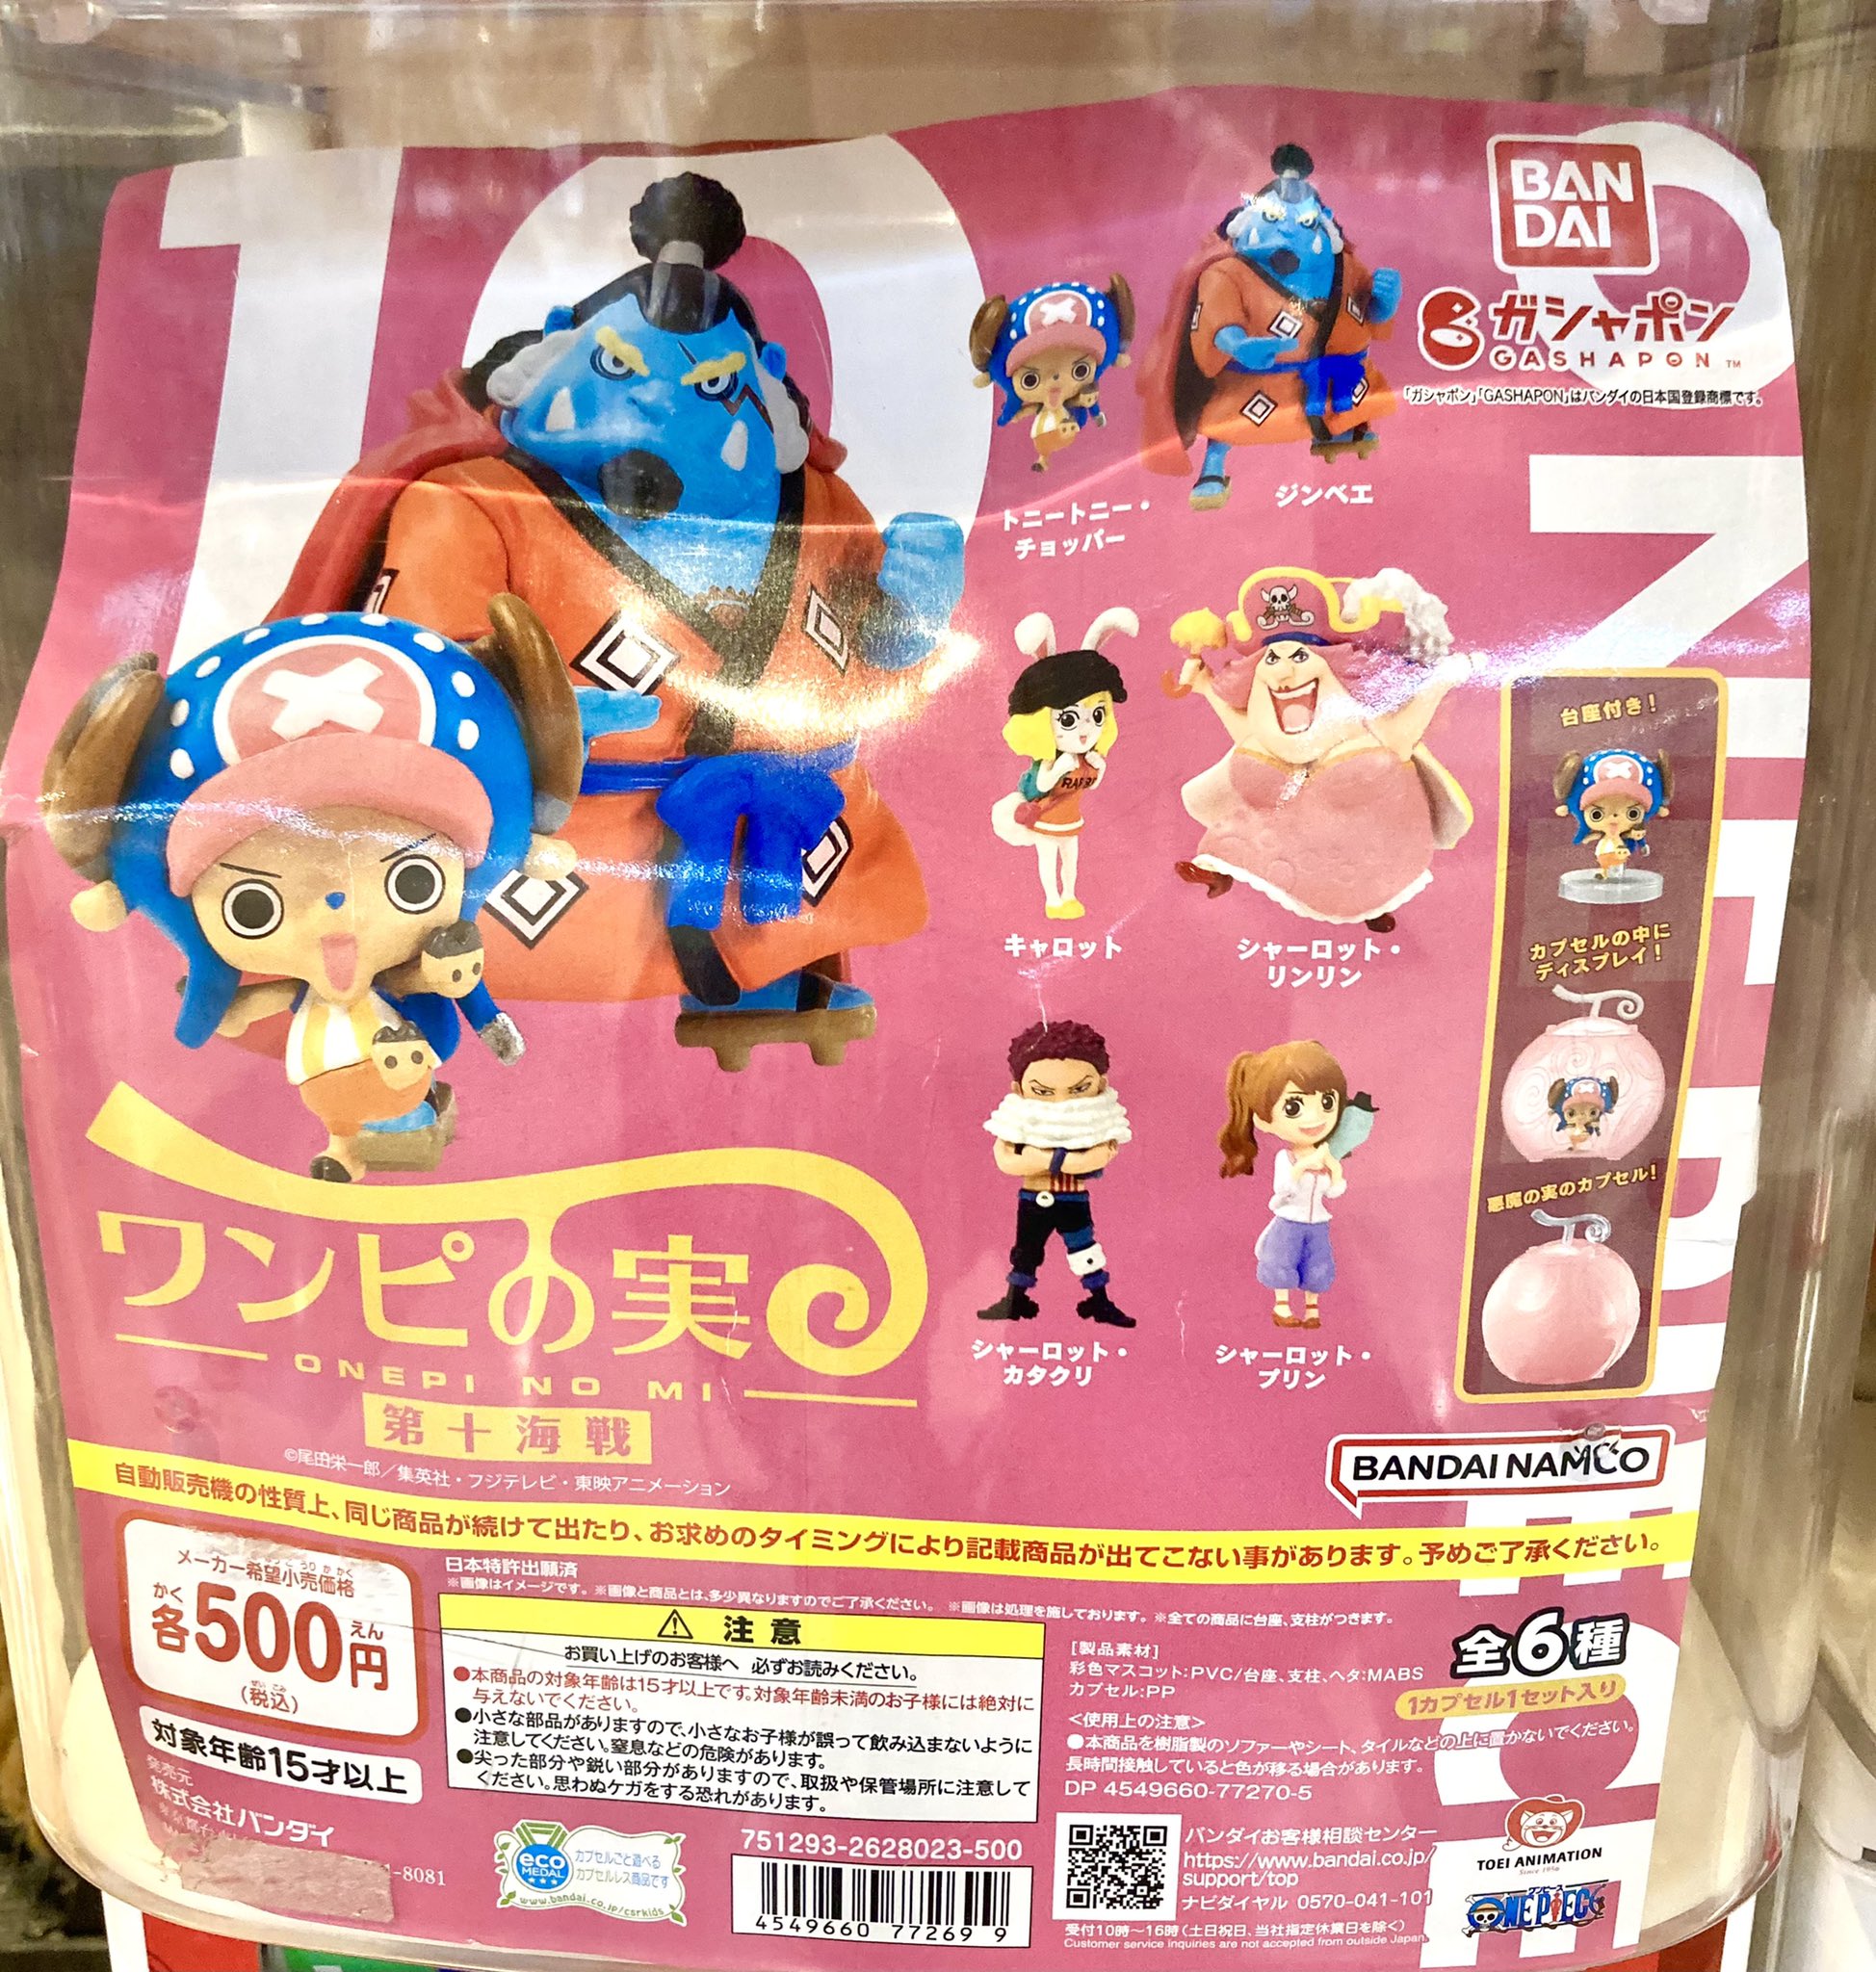 BAN
DAI
ガシャポン
GASHAPON™
「ガシャポン」「GASHAPON」はバンダイの日本国登録商標です。
トニートニー・
チョッパー
ジンベエ
キャロット
シャーロット・
リンリン
シャーロット・
カタクリ
シャーロット・
プリン
台座付き!
カプセルの中に
ディスプレイ!
悪魔の実のカプセル!
ワンピの実
ONEPI NO MI
第十海戦
©尾田栄一郎/集英社・フジテレビ・東映アニメーション
BANDAI NAMCO
自動販売機の性質上、同じ商品が続けて出たり、お求めのタイミングにより記載商品が出てこない事があります。予めご了承ください。
メーカー希望小売価格
かく えん
各500円
(税込)
対象年齢15才以上
発売元
株式会社バンダイ
-8081
日本特許出願済
※画像はイメージです。※画像と商品とは、多少異なりますのでご了承ください。 ※画像は処理を施しております。※全ての商品に台座、支柱がつきます。
注意
お買い上げのお客様へ 必ずお読みください。
●本商品の対象年齢は15才以上です。対象年齢未満のお子様には絶対に
与えないでください。
●小さな部品がありますので、小さなお子様が誤って飲み込まないように
注意してください。窒息などの危険があります。
●尖った部分や鋭い部分がありますので、取扱や保管場所に注意して
ください。思わぬケガをする恐れがあります。
[製品素材]
彩色マスコット:PVC/台座、支柱、ヘタ:MABS
カプセル:PP
全6種
1カプセル1セット入り
<使用上の注意>
●本商品を樹脂製のソファーやシート、タイルなどの上に置かないでください。
長時間接触していると色が移る場合があります。
DP 4549660-77270-5
eco
MEDAL
カプセルごと遊べる
カプセルレス商品です
www.bandai.co.jp/csrkids
751293-2628023-500
4549660 77269 9
バンダイお客様相談センター
https://www.bandai.co.jp/
support/top
ナビダイヤル 0570-041-101
受付10時〜16時(土日祝日、当社指定休業日を除く)
Customer service inquiries are not accepted from outside Japan.
TOEI ANIMATION
Since 1956
ワンピース
ONE PIECE